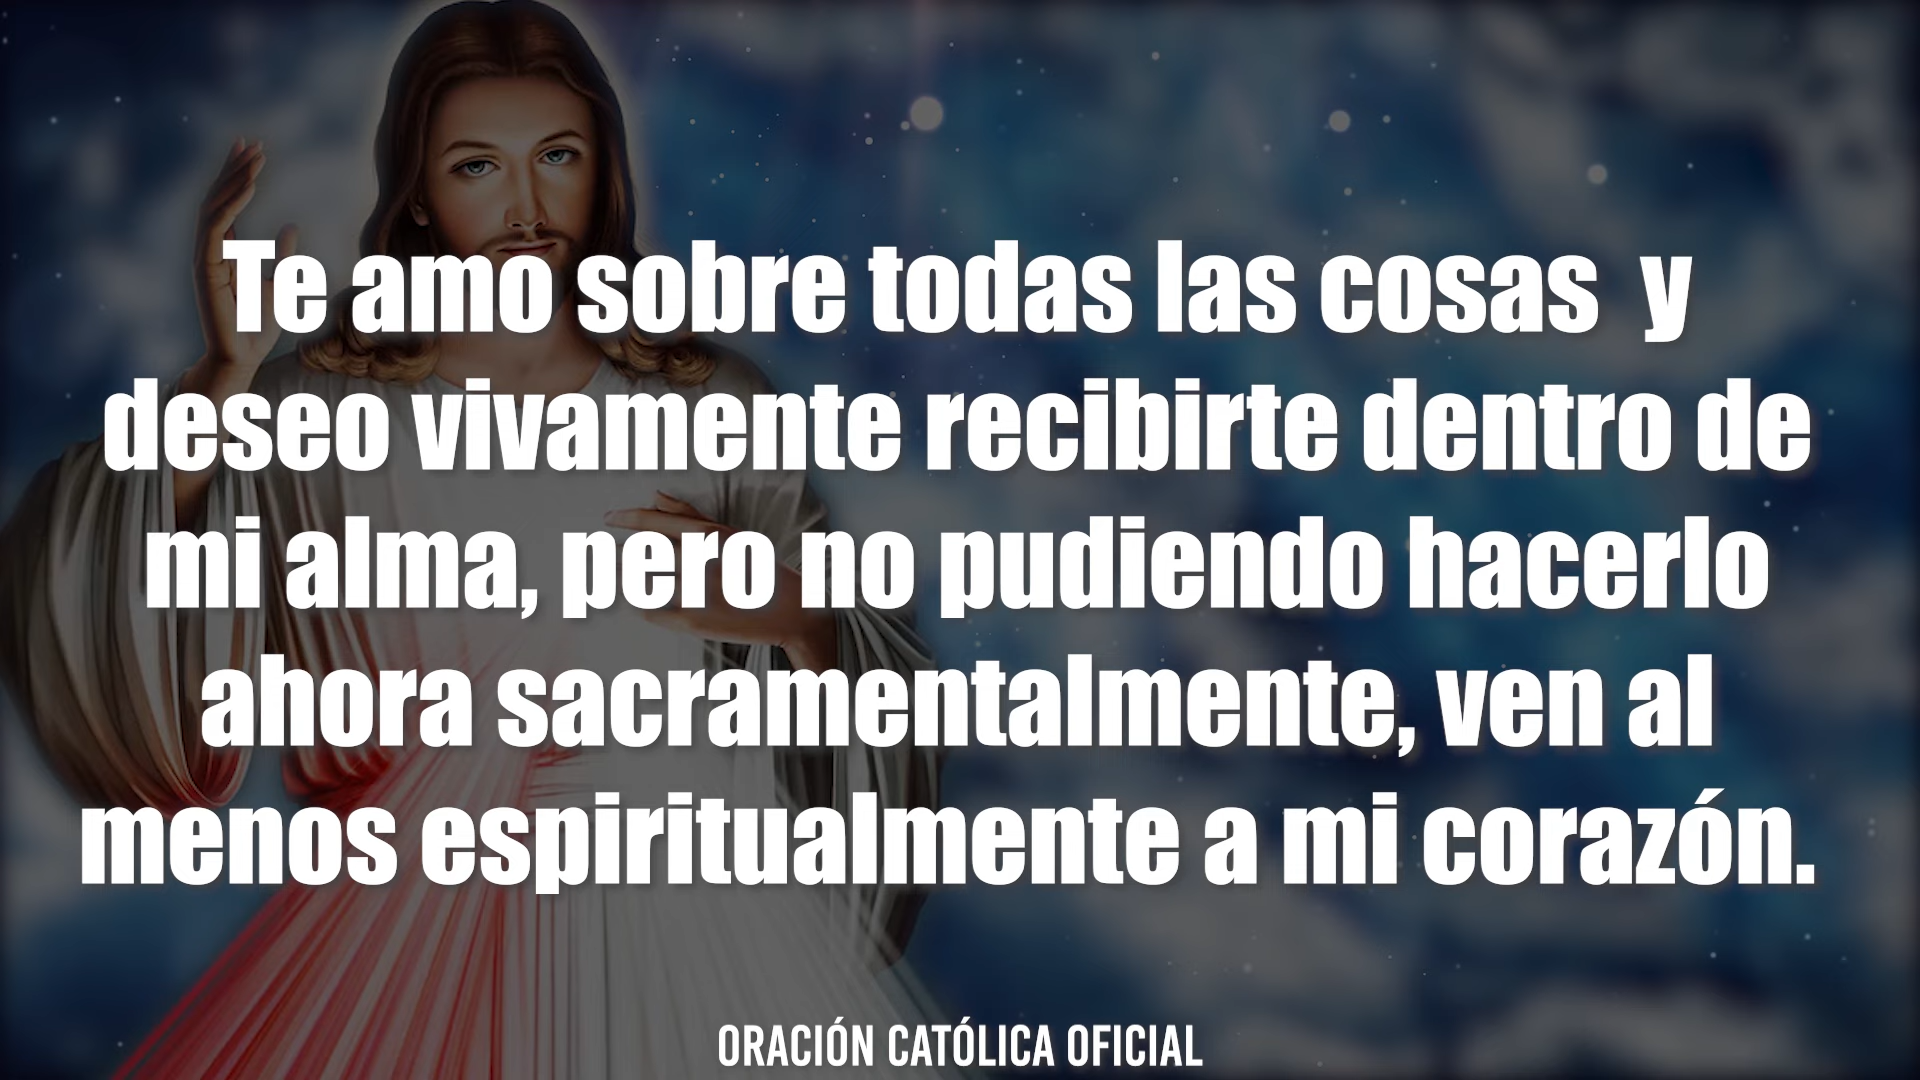 Te amo sobre todas las cosas  y
deseo vivamente recibirte dentro de
mi alma, pero no pudiendo hacerlo
ahora sacramentalmente, ven al
menos espiritualmente a mi corazón.
ORACIÓN CATÓLICA OFICIAL